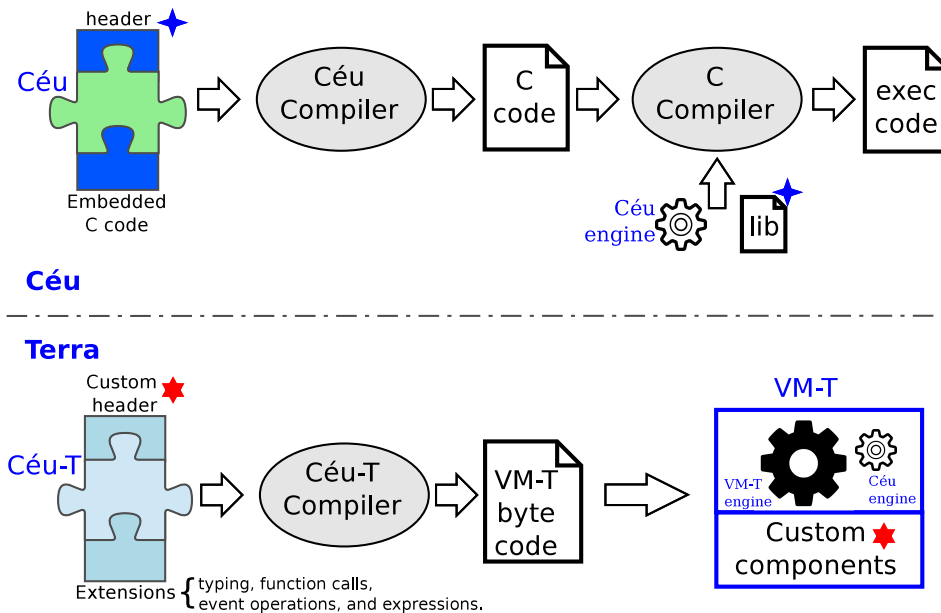 header
Céu
Embedded
C code
Céu
Compiler
C
code
C
Compiler
exec
code
Céu
engine
lib
Céu
Terra
Custom
header
Céu-T
Extensions
typing, function calls,
event operations, and expressions.
Céu-T
Compiler
VM-T
byte
code
VM-T
VM-T
engine
Céu
engine
Custom
components